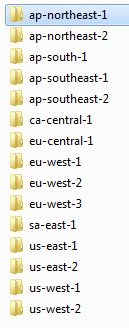 ap-northeast-1
ap-northeast-2
ap-south-1
ap-southeast-1
ap-southeast-2
ca-central-1
eu-central-1
eu-west-1
eu-west-2
eu-west-3
sa-east-1
us-east-1
us-east-2
us-west-1
us-west-2